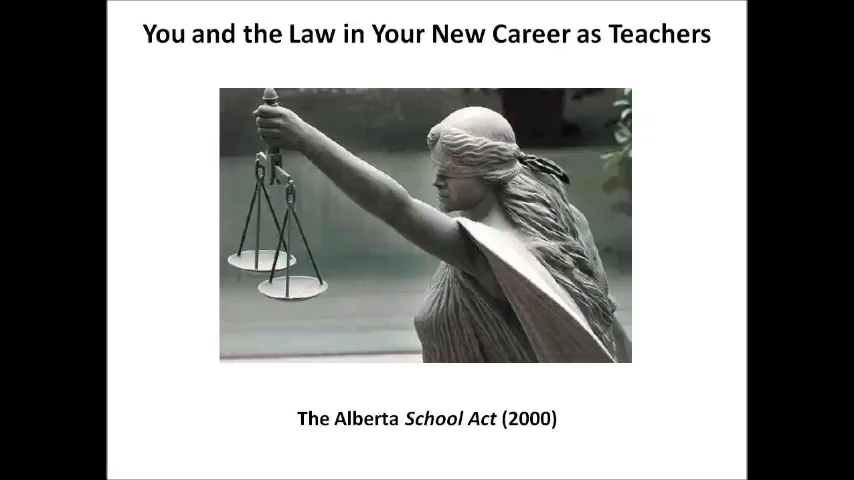 You and the Law in Your New Career as Teachers
The Alberta School Act (2000)